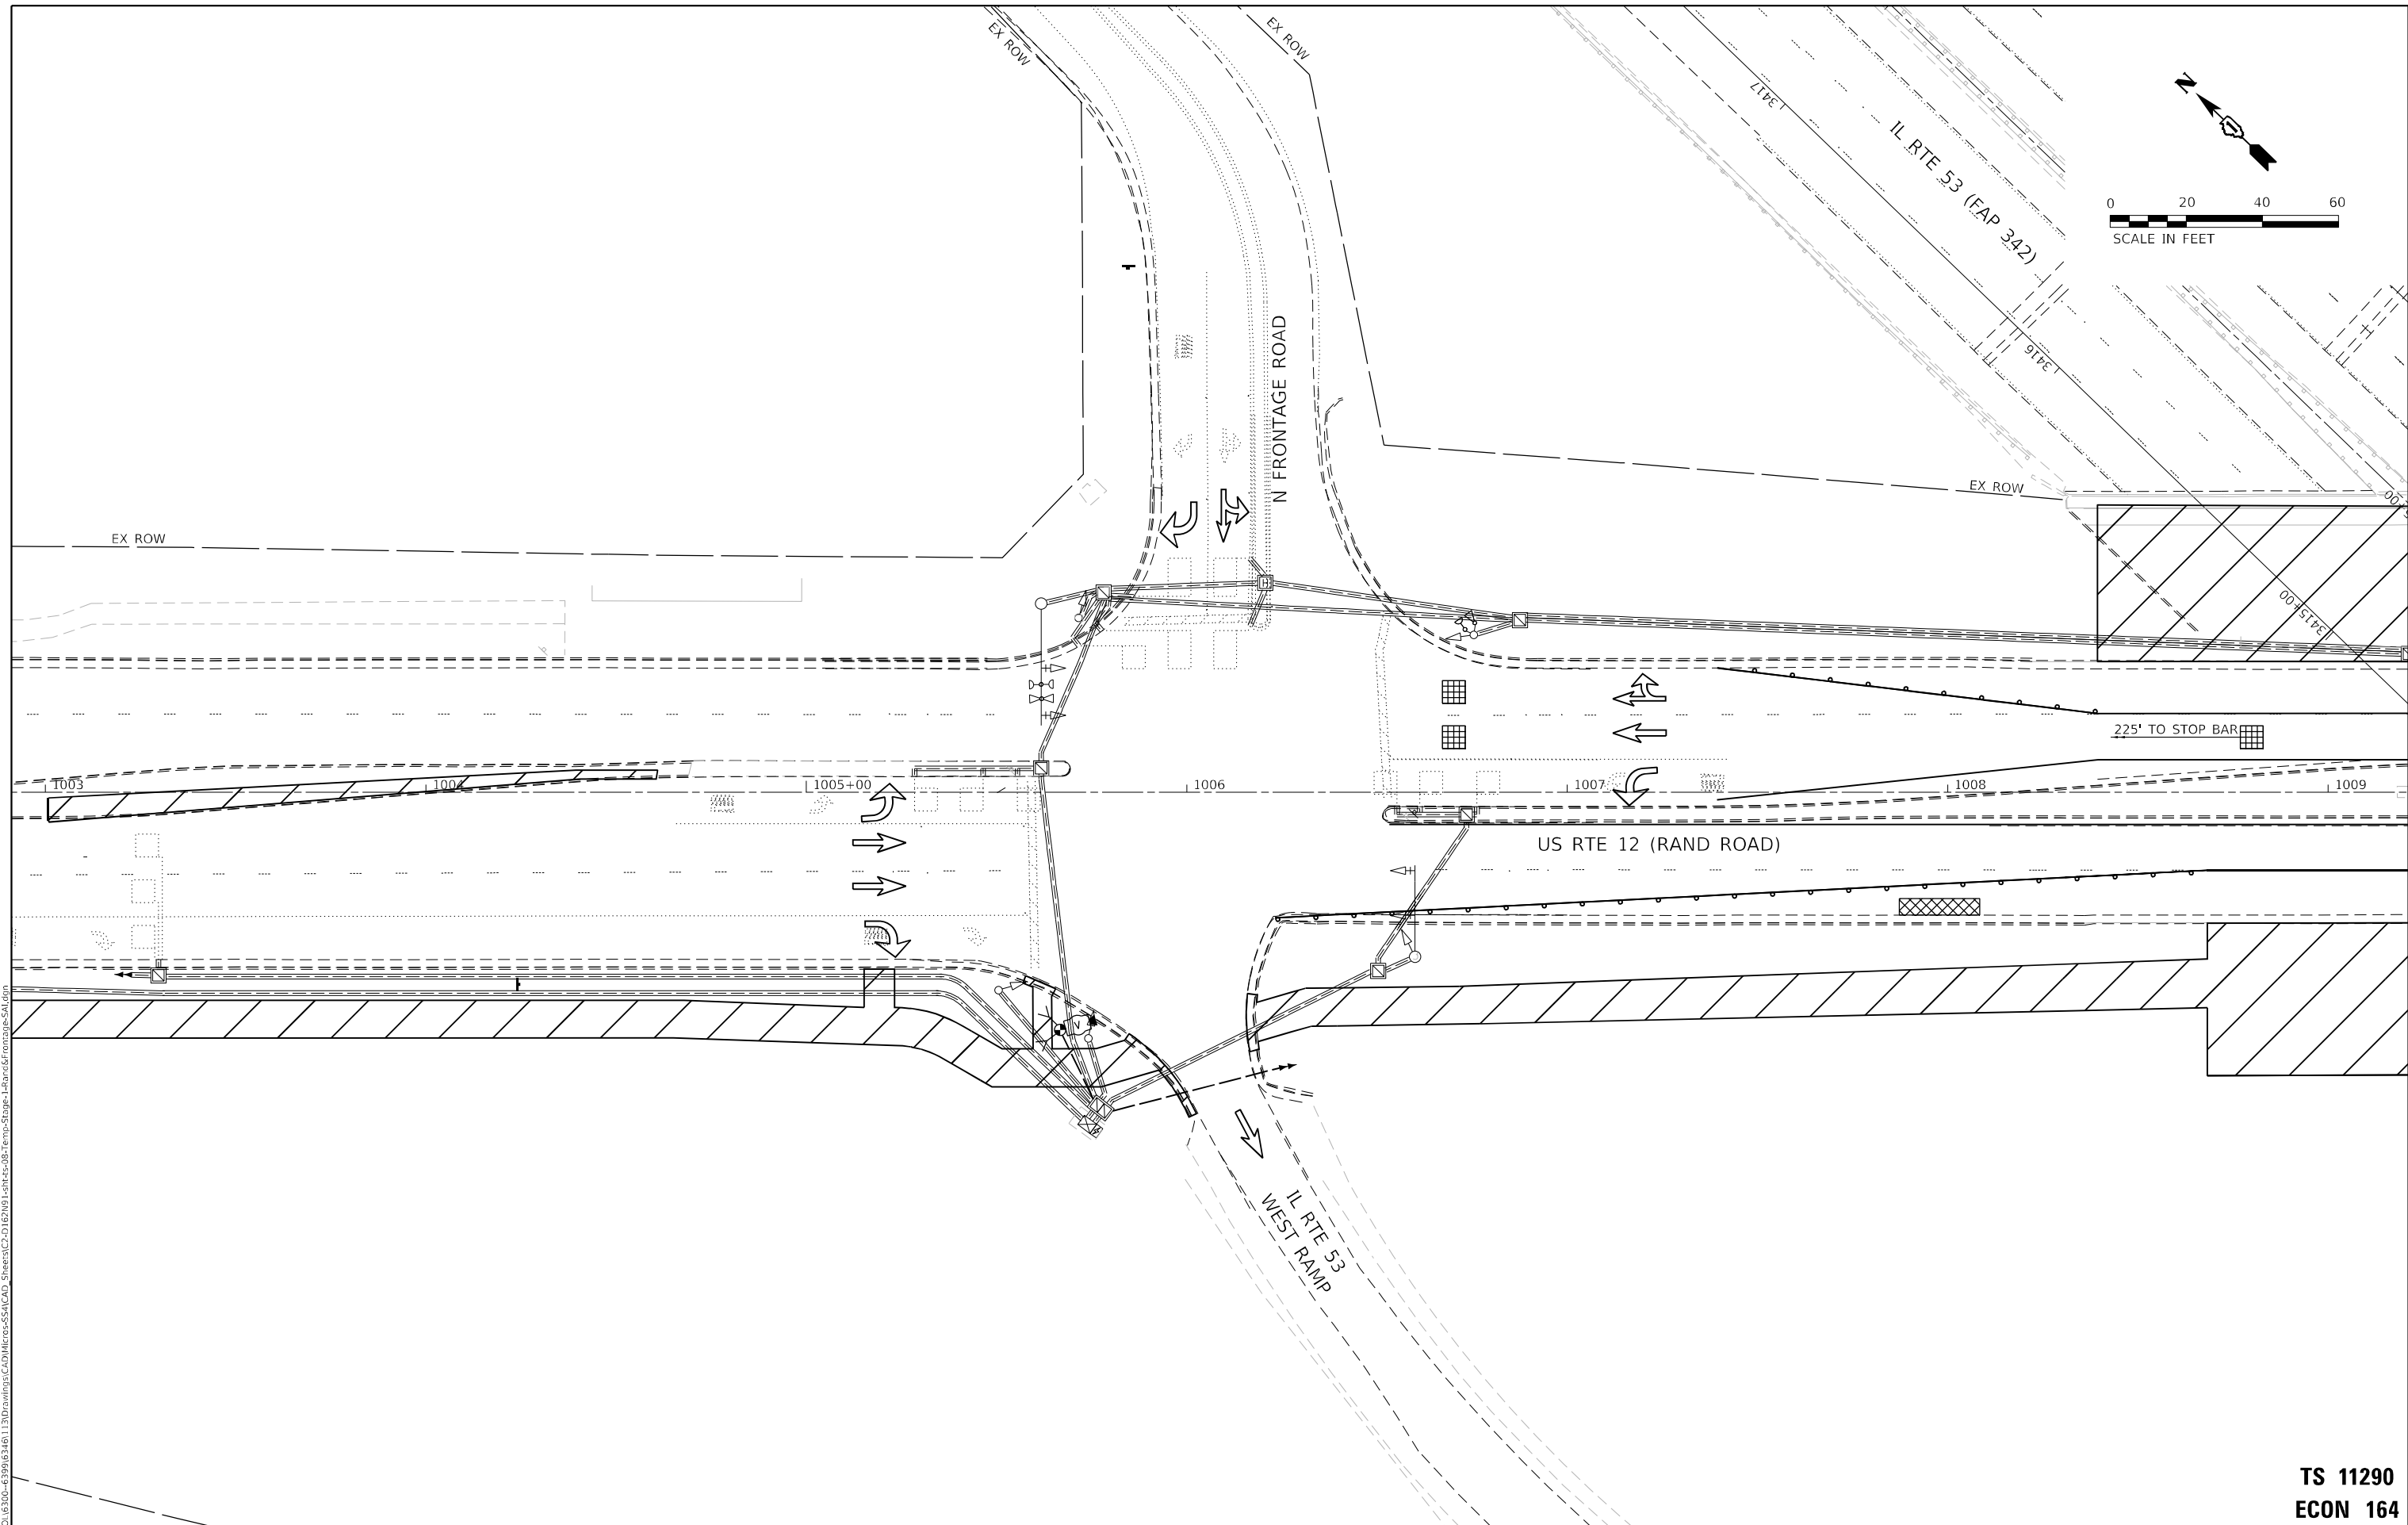 EX ROW
EX ROW
N
3417
IL RTE 53 (FAP 342)
0 20 40 60
SCALE IN FEET
3416
N FRONTAGE ROAD
EX ROW
EX ROW
3415+00
225' TO STOP BAR
1003
1004
1005+00
1006
1007
1008
1009
US RTE 12 (RAND ROAD)
IL RTE 53
WEST RAMP
TS 11290
ECON 164